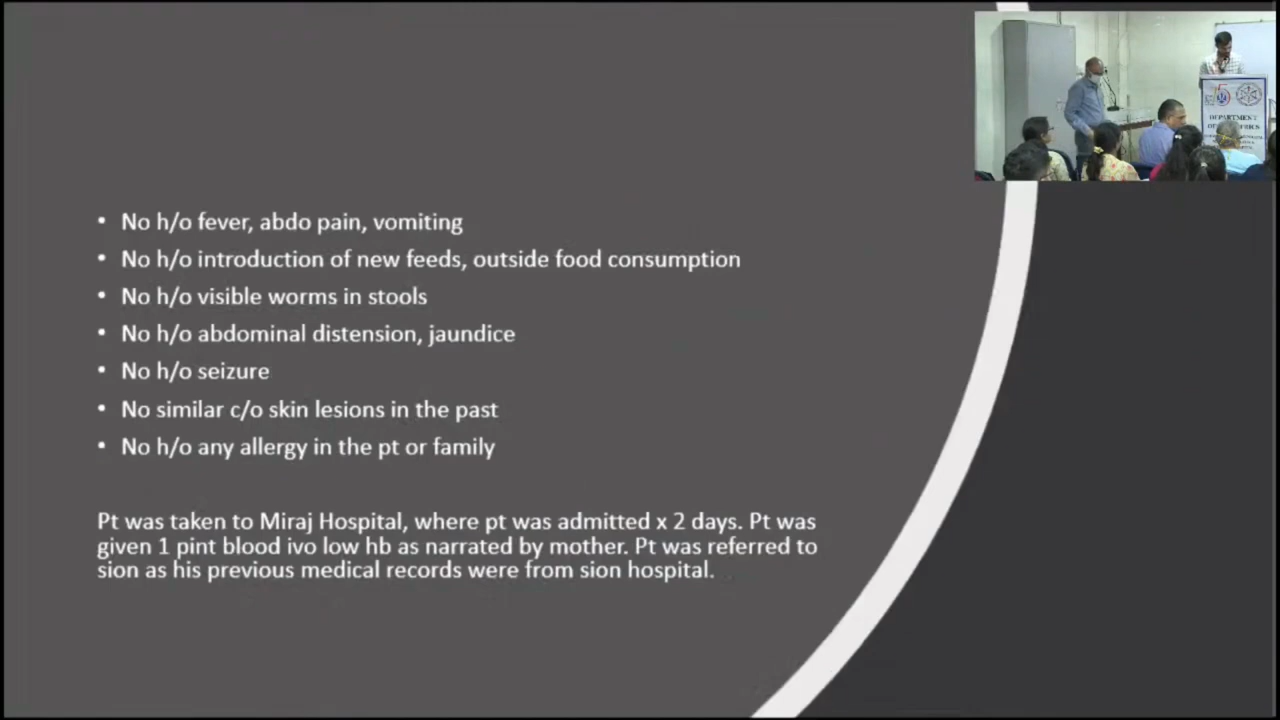 • No h/o fever, abdo pain, vomiting
• No h/o introduction of new feeds, outside food consumption
• No h/o visible worms in stools
• No h/o abdominal distension, jaundice
• No h/o seizure
• No similar c/o skin lesions in the past
• No h/o any allergy in the pt or family
Pt was taken to Miraj Hospital, where pt was admitted x 2 days. Pt was
given 1 pint blood ivo low hb as narrated by mother. Pt was referred to
sion as his previous medical records were from sion hospital.
DEPARTMENT